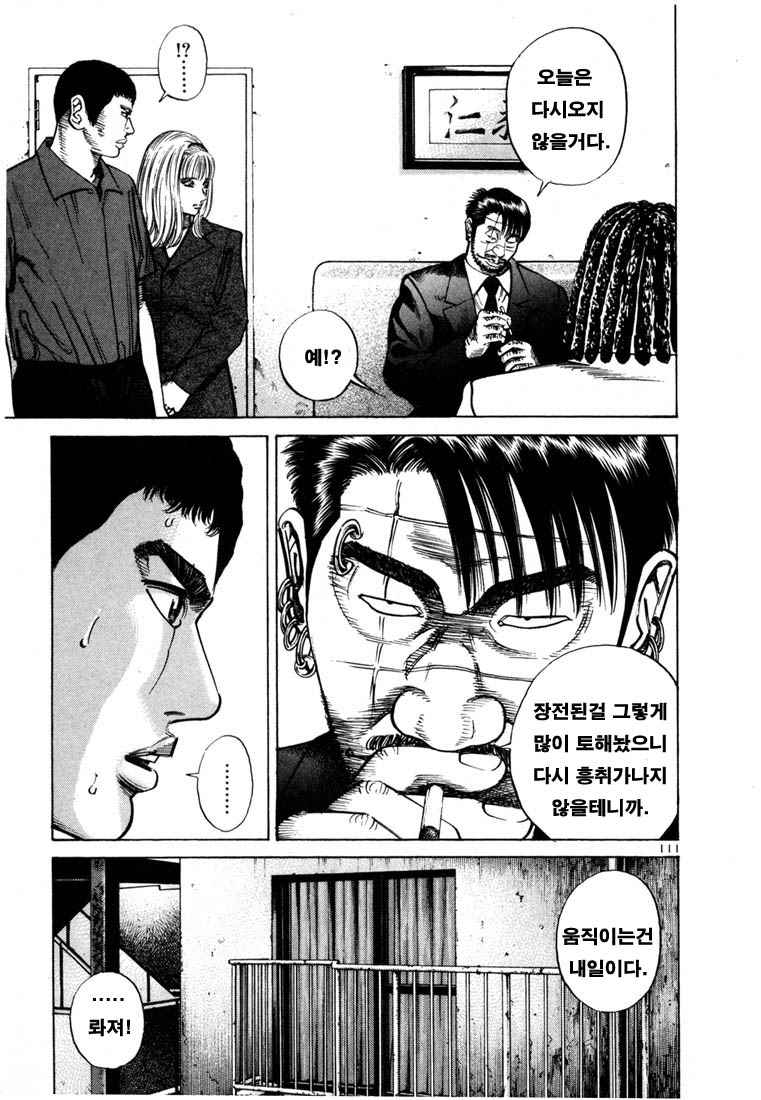 오늘은
다시오지
않을거다.
!?
⋯⋯
仁
예!?
장전된걸 그렇게
많이 토해놨으니
다시 흥취가나지
않을테니까.
⋯⋯⋯
111
움직이는건
내일이다.
.....
롸져!